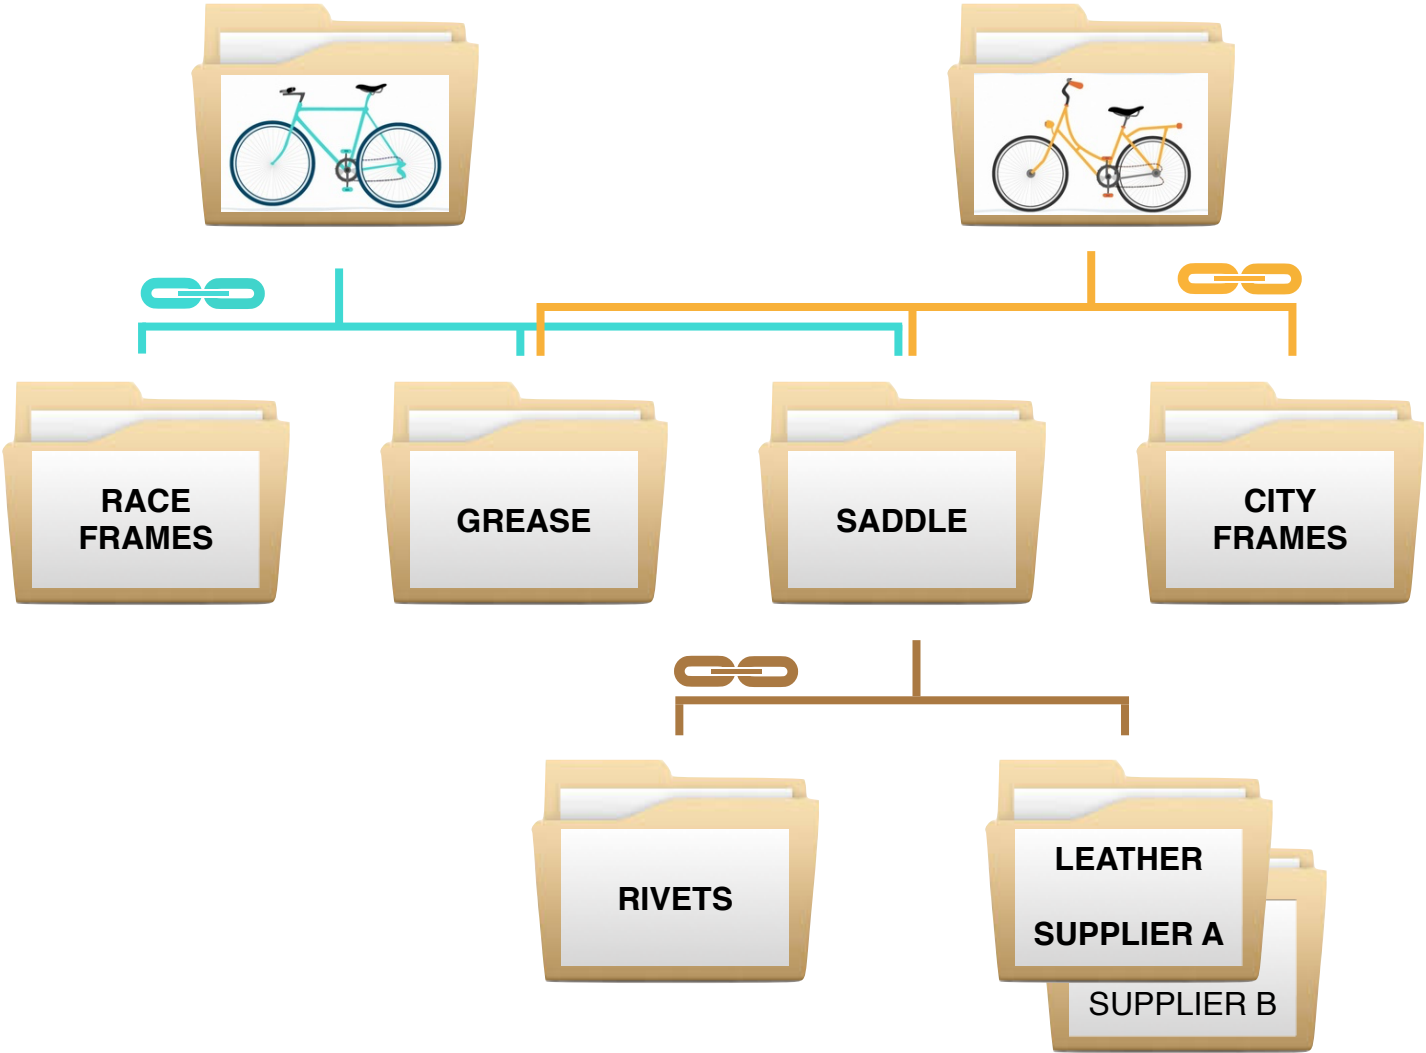 RACE
FRAMES
GREASE
SADDLE
CITY
FRAMES
RIVETS
LEATHER
SUPPLIER A
SUPPLIER B